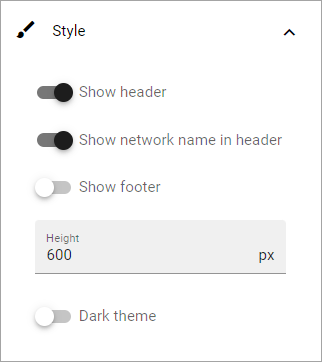 Style
Show header
Show network name in header
Show footer
Height
600 px
Dark theme